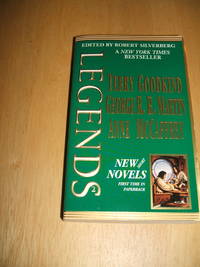 EDITED BY ROBERT SILVERBERG
A NEW YORK TIMES
BESTSELLER
LEGENDS
TERRY GOODKIND
GEORGE R. R. MARTIN
ANNE MCCAFFREY
NEW
NOVELS
FIRST TIME IN
PAPERBACK